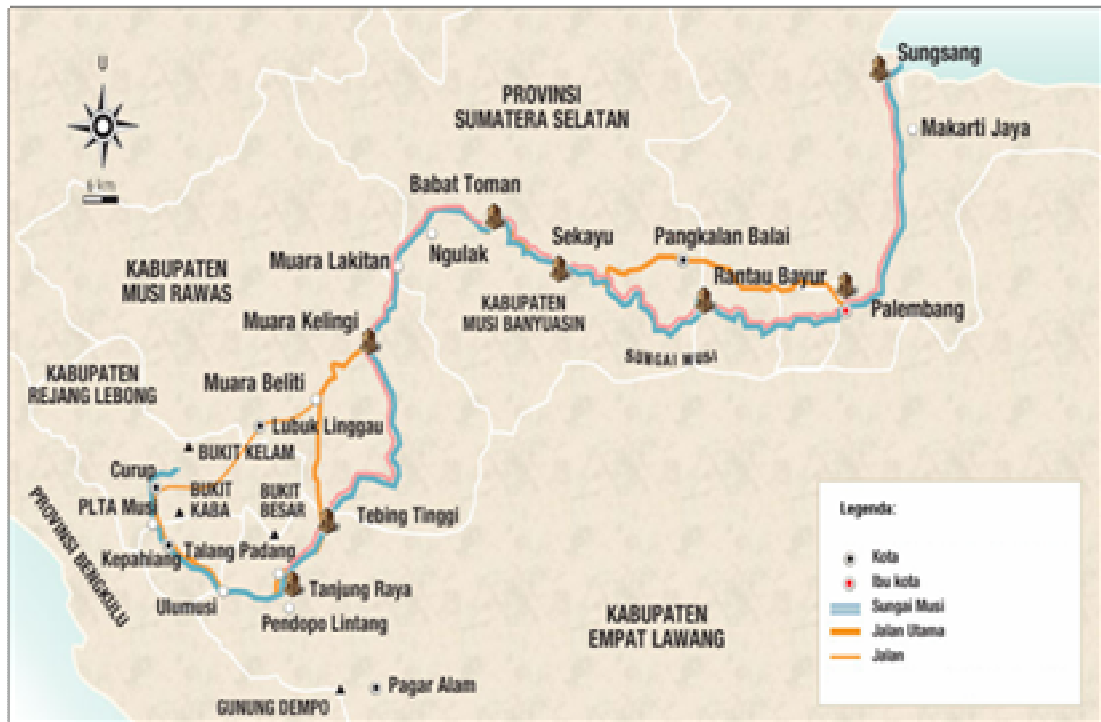 U
6 km
Sungsang
PROVINSI
SUMATERA SELATAN
Makarti Jaya
Babat Toman
Sekayu
Pangkalan Balai
Ngulak
Muara Lakitan
Rantau Bayur
KABUPATEN
MUSI RAWAS
KABUPATEN
MUSI BANYUASIN
Palembang
Muara Kelingi
SUNGAI MUSI
KABUPATEN
REJANG LEBONG
Muara Beliti
Lubuk Linggau
BUKIT KELAM
Curup
BUKIT
KABA
BUKIT
BESAR
PLTA Musi
Tebing Tinggi
PROVINSI BENGKULU
Kepahiang
Talang Padang
Tanjung Raya
Ulumusi
Pendopo Lintang
KABUPATEN
EMPAT LAWANG
Pagar Alam
GUNUNG DEMPO
Legenda:
Kota
Ibu kota
Sungai Musi
Jalan Utama
Jalan